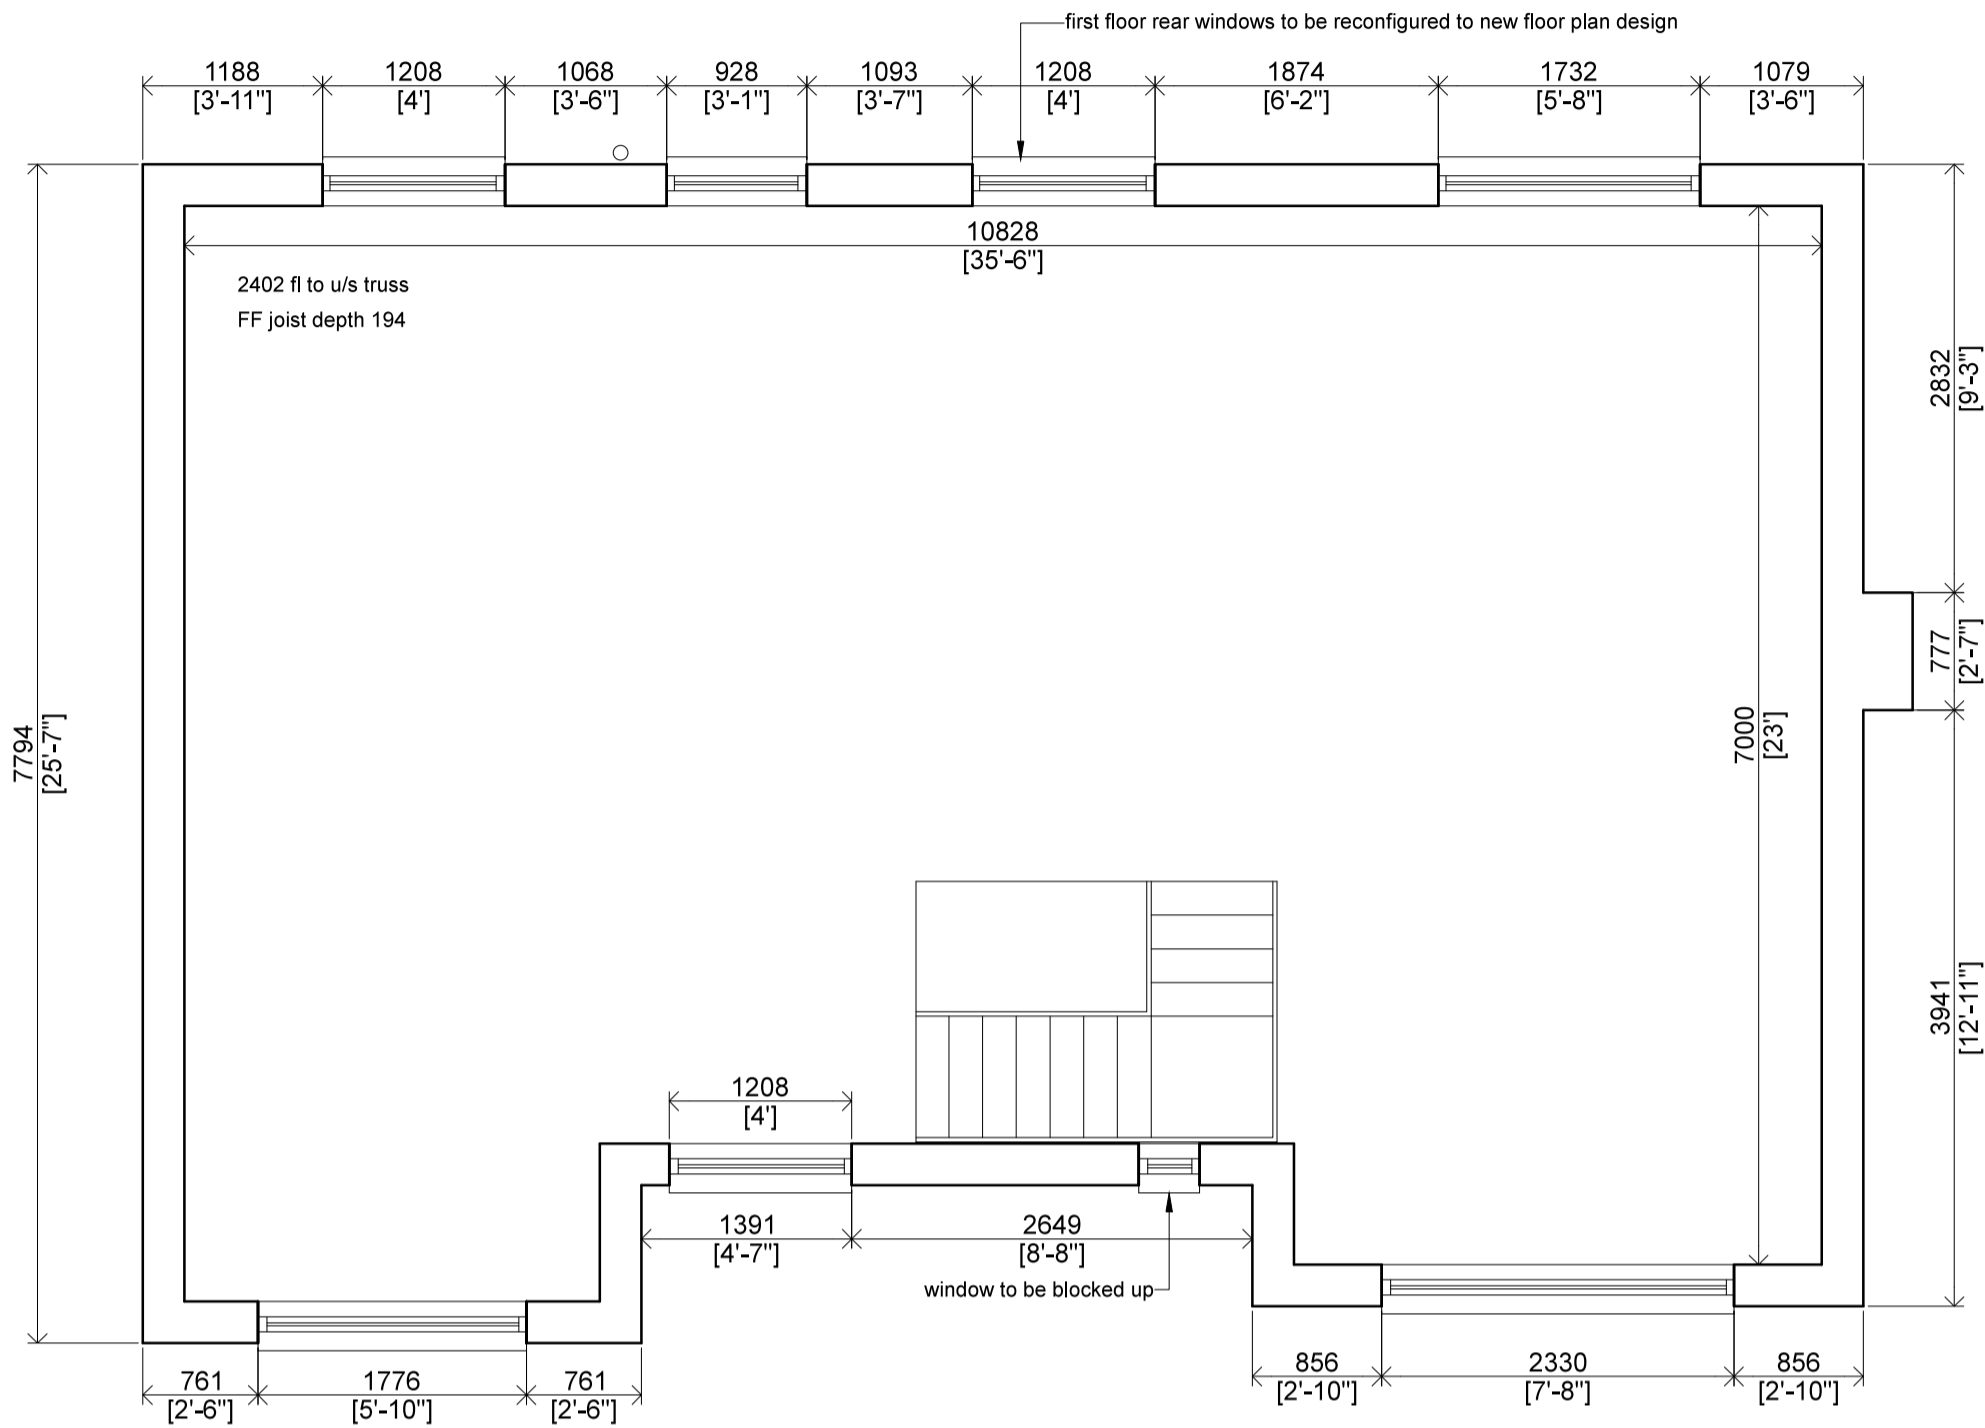 first floor rear windows to be reconfigured to new floor plan design
1188 1208 1068 928 1093 1208 1874 1732 1079
[3'-11"] [4'] [3'-6"] [3'-1"] [3'-7"] [4'] [6'-2"] [5'-8"] [3'-6"]
10828
[35'-6"]
2402 fl to u/s truss
FF joist depth 194
2832
[9'-3"]
777
[2'-7"]
7794
[25'-7"]
7000
[23']
3941
[12'-11"]
1208
[4']
1391 2649
[4'-7"] [8'-8"]
window to be blocked up
856 2330 856
[2'-10"] [7'-8"] [2'-10"]
761 1776 761
[2'-6"] [5'-10"] [2'-6"]